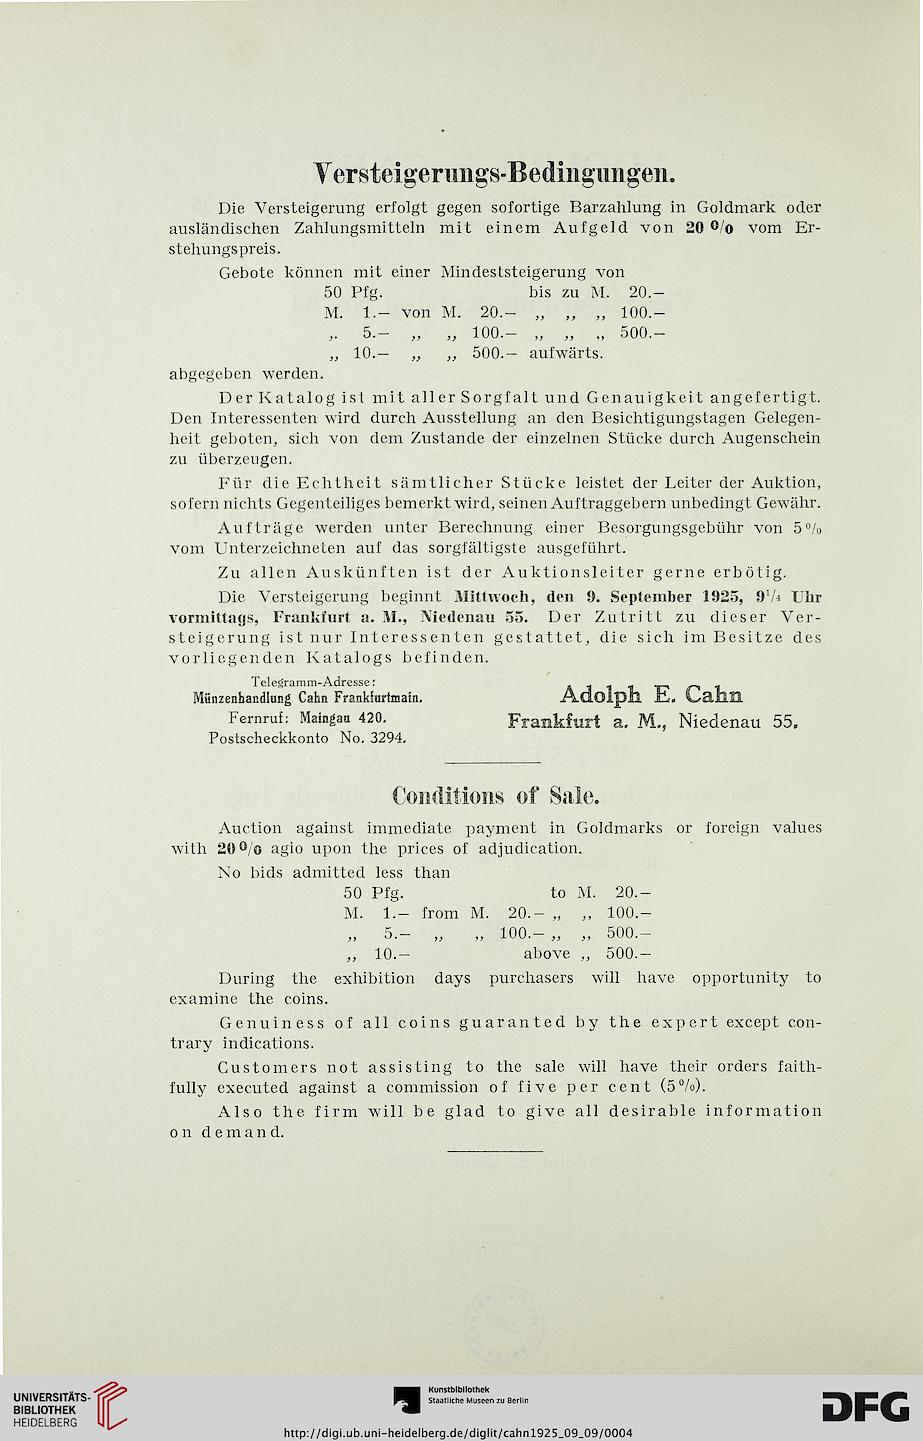 Versteigerungs-Bedingungen.
Die Versteigerung erfolgt gegen sofortige Barzahlung in Goldmark oder
ausländischen Zahlungsmitteln mit einem Aufgeld von 20 % vom Er-
stehungspreis.
Gebote können mit einer Mindeststeigerung von
50 Pfg. bis zu M. 20.—
M. 1.— von M. 20.— „ „ „ 100.—
„ 5.— „ „ 100.— „ „ „ 500.—
„ 10.— „ „ 500.— aufwärts.
abgegeben werden.
Der Katalog ist mit aller Sorgfalt und Genauigkeit angefertigt.
Den Interessenten wird durch Ausstellung an den Besichtigungstagen Gelegen-
heit geboten, sich von dem Zustande der einzelnen Stücke durch Augenschein
zu überzeugen.
Für die Echtheit sämtlicher Stücke leistet der Leiter der Auktion,
sofern nichts Gegenteiliges bemerkt wird, seinen Auftraggebern unbedingt Gewähr.
Aufträge werden unter Berechnung einer Besorgungsgebühr von 5 %
vom Unterzeichneten auf das sorgfältigste ausgeführt.
Zu allen Auskünften ist der Auktionsleiter gerne erbötig.
Die Versteigerung beginnt Mittwoch, den 9. September 1925, 9¼ Uhr
vormittags, Frankfurt a. M., Niedenau 55. Der Zutritt zu dieser Ver-
steigerung ist nur Interessenten gestattet, die sich im Besitze des
vorliegenden Katalogs befinden.
Telegramm-Adresse:
Münzenhandlung Cahn Frankfurtmain.
Fernruf: Maingau 420.
Postscheckkonto No. 3294.
Adolph E. Cahn
Frankfurt a. M., Niedenau 55.
Conditions of Sale.
Auction against immediate payment in Goldmarks or foreign values
with 20 % agio upon the prices of adjudication.
No bids admitted less than
50 Pfg. to M. 20.—
M. 1.— from M. 20.— „ „ 100.—
„ 5.— „ „ 100.— „ „ 500.—
„ 10.— above „ 500.—
During the exhibition days purchasers will have opportunity to
examine the coins.
Genuiness of all coins guaranted by the expert except con-
trary indications.
Customers not assisting to the sale will have their orders faith-
fully executed against a commission of five per cent (5 %).
Also the firm will be glad to give all desirable information
on demand.
UNIVERSITÄTS-
BIBLIOTHEK
HEIDELBERG
Kunstbibliothek
Staatliche Museen zu Berlin
DFG
http://digi.ub.uni-heidelberg.de/diglit/cahn1925_09_09/0004